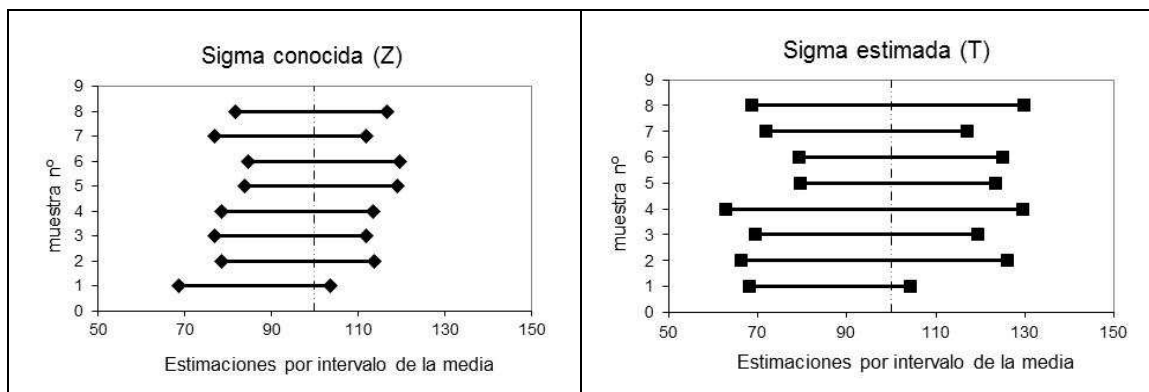 Sigma conocida (Z)
9
8
7
6
5
4
3
2
1
0
muestra nº
50 70 90 110 130 150
Estimaciones por intervalo de la media
Sigma estimada (T)
9
8
7
6
5
4
3
2
1
0
muestra nº
50 70 90 110 130 150
Estimaciones por intervalo de la media